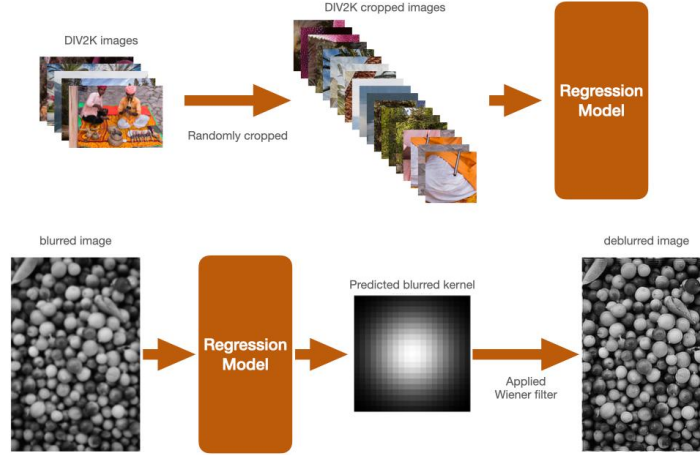 DIV2K images
DIV2K cropped images
Randomly cropped
Regression
Model
blurred image
deblurred image
Regression
Model
Predicted blurred kernel
Applied
Wiener filter